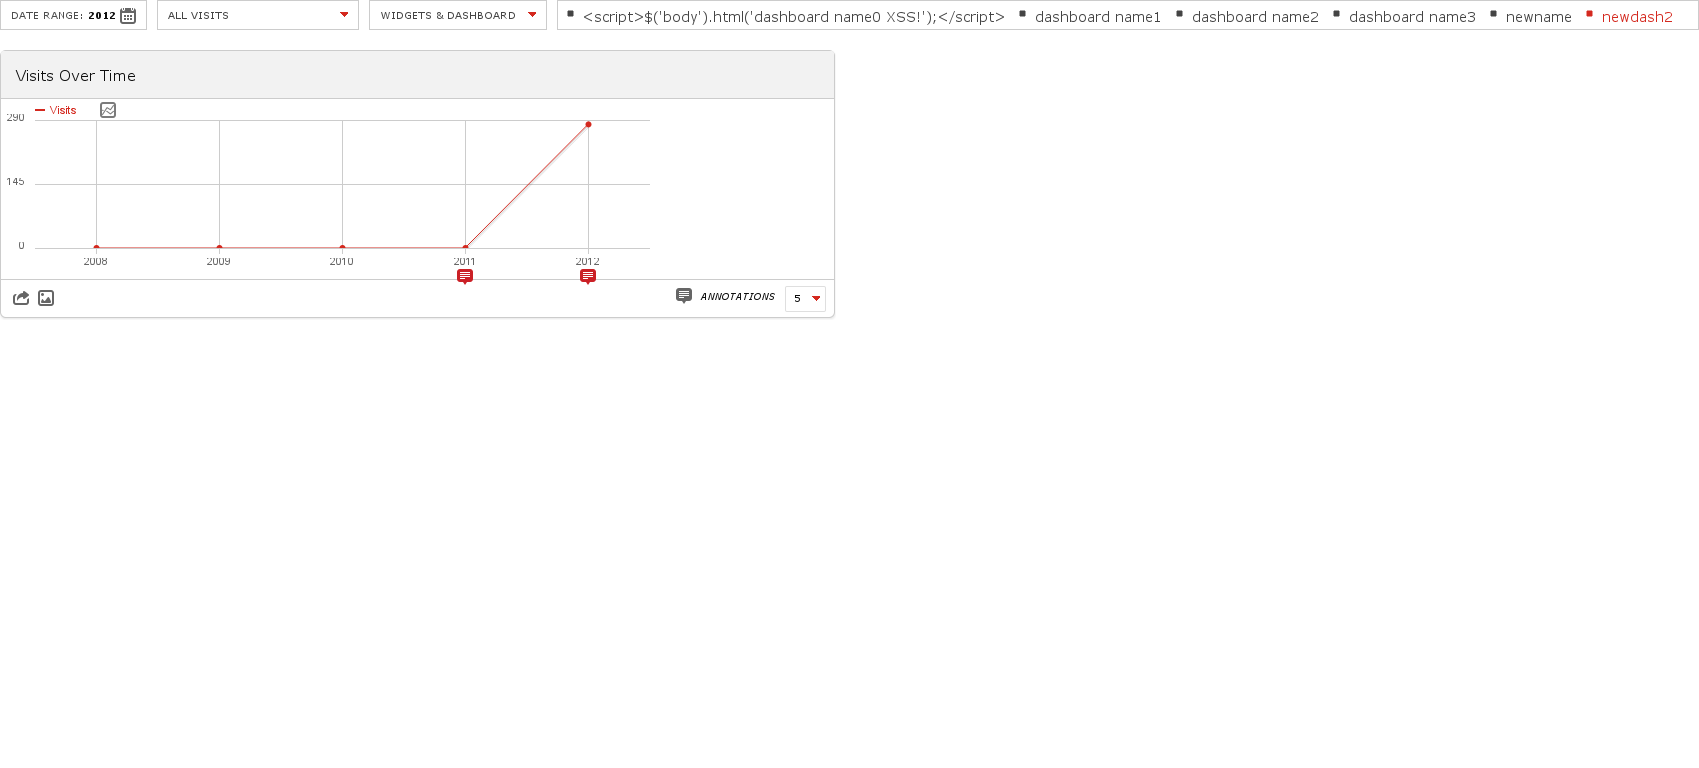 DATE RANGE: 2012
ALL VISITS
WIDGETS & DASHBOARD
<script>$('body').html('dashboard name0 XSS!');</script>
dashboard name1
dashboard name2
dashboard name3
newname
newdash2
Visits Over Time
Visits
290
145
0
2008 2009 2010 2011 2012
ANNOTATIONS
5